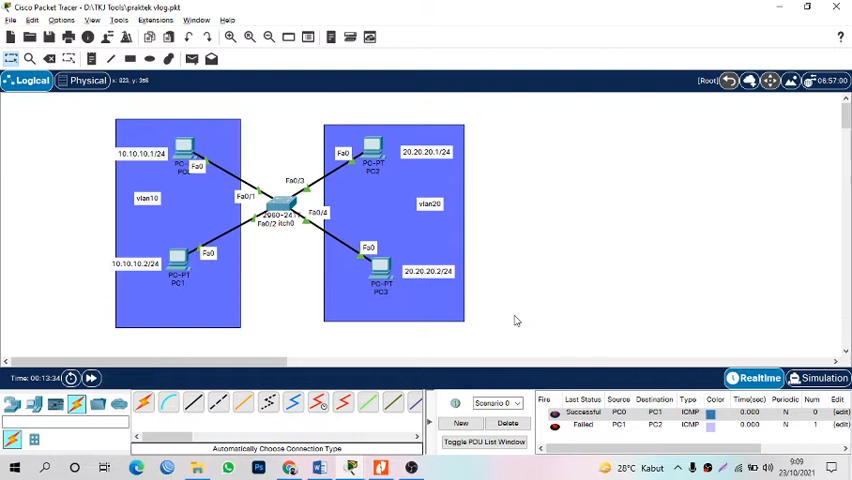 Cisco Packet Tracer - D:\TKJ Tools\praktek vlog.pkt
File Edit Options View Tools Extensions Window Help
Logical Physical x: 823, y: 356 [Root] 06:57:00
10.10.10.1/24
Fa0
vlan10
Fa0/1
Fa0/2
10.10.10.2/24
Fa0
PC-PT
PC1
Fa0/3
Fa0/4
Fa0
PC-PT
PC2
20.20.20.1/24
vlan20
Fa0
PC-PT
PC3
20.20.20.2/24
Time: 00:13:34 Realtime Simulation
Scenario 0
New Delete
Toggle PDU List Window
Automatically Choose Connection Type
Fire Last Status Source Destination Type Color Time(sec) Periodic Num Edit
Successful PC0 PC1 ICMP 0.000 N 0 (edit)
Failed PC1 PC2 ICMP 0.000 N 1 (edit)
28°C Kabut
9:09
23/10/2021